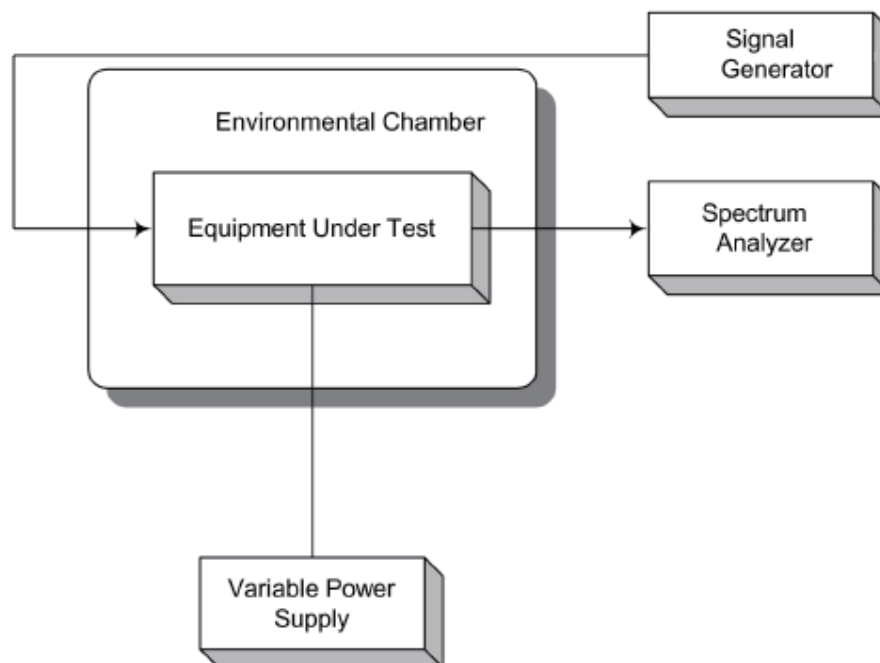 Signal
Generator
Environmental Chamber
Equipment Under Test
Spectrum
Analyzer
Variable Power
Supply